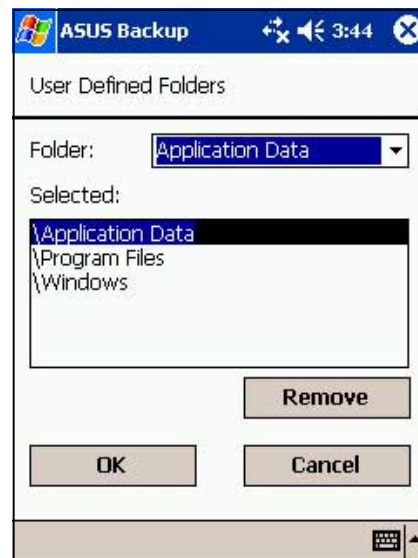 ASUS Backup 3:44
User Defined Folders
Folder: Application Data
Selected:
\Application Data
\Program Files
\Windows
Remove
OK Cancel